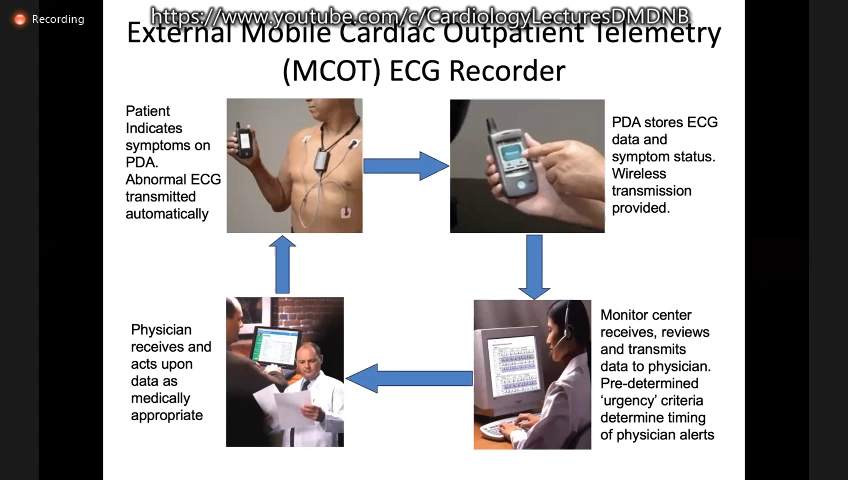 Recording
https://www.youtube.com/c/CardiologyLecturesDMDNB
External Mobile Cardiac Outpatient Telemetry
(MCOT) ECG Recorder
Patient
Indicates
symptoms on
PDA.
Abnormal ECG
transmitted
automatically
PDA stores ECG
data and
symptom status.
Wireless
transmission
provided.
Physician
receives and
acts upon
data as
medically
appropriate
Monitor center
receives, reviews
and transmits
data to physician.
Pre-determined
‘urgency’ criteria
determine timing
of physician alerts